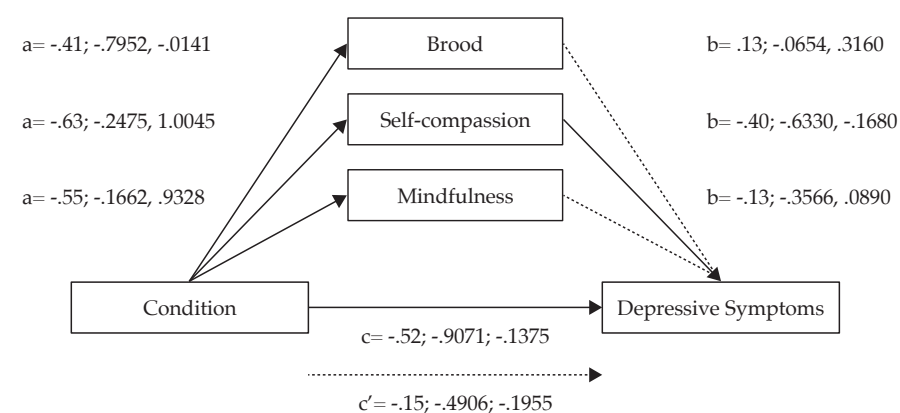 a= -.41; -.7952, -.0141
Brood
b= .13; -.0654, .3160
a= -.63; -.2475, 1.0045
Self-compassion
b= -.40; -.6330, -.1680
a= -.55; -.1662, .9328
Mindfulness
b= -.13; -.3566, .0890
Condition
Depressive Symptoms
c= -.52; -.9071; -.1375
c′= -.15; -.4906; -.1955